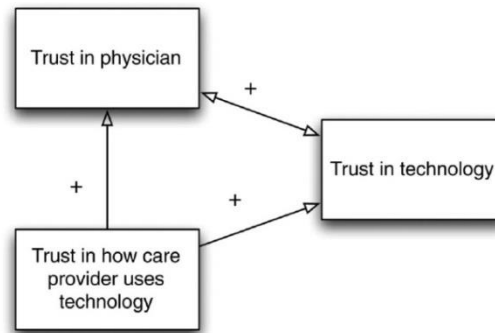 Trust in physician
+
Trust in technology
+
+
Trust in how care
provider uses
technology